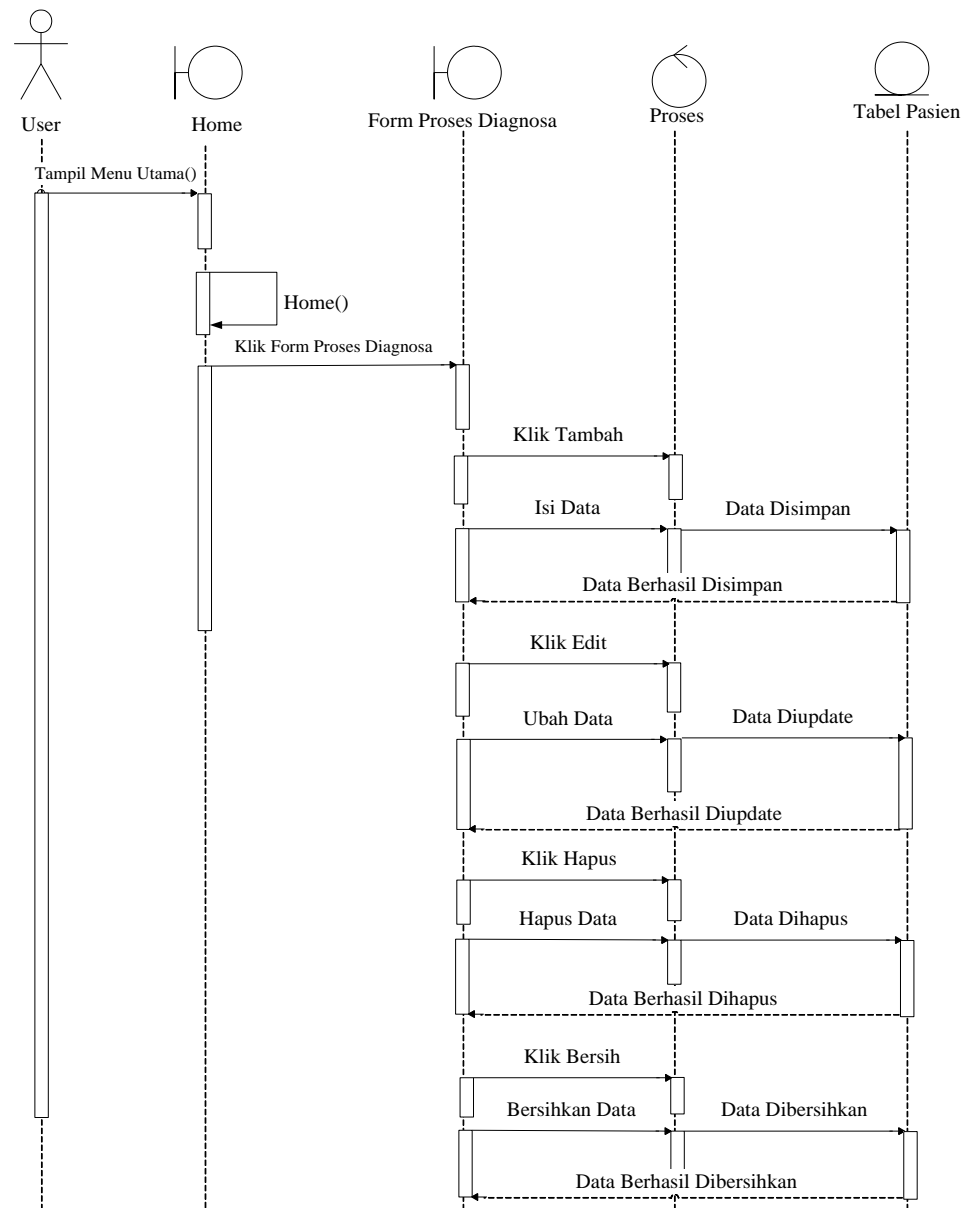 User
Home
Form Proses Diagnosa
Proses
Tabel Pasien
Tampil Menu Utama()
Home()
Klik Form Proses Diagnosa
Klik Tambah
Isi Data
Data Disimpan
Data Berhasil Disimpan
Klik Edit
Ubah Data
Data Diupdate
Data Berhasil Diupdate
Klik Hapus
Hapus Data
Data Dihapus
Data Berhasil Dihapus
Klik Bersih
Bersihkan Data
Data Dibersihkan
Data Berhasil Dibersihkan